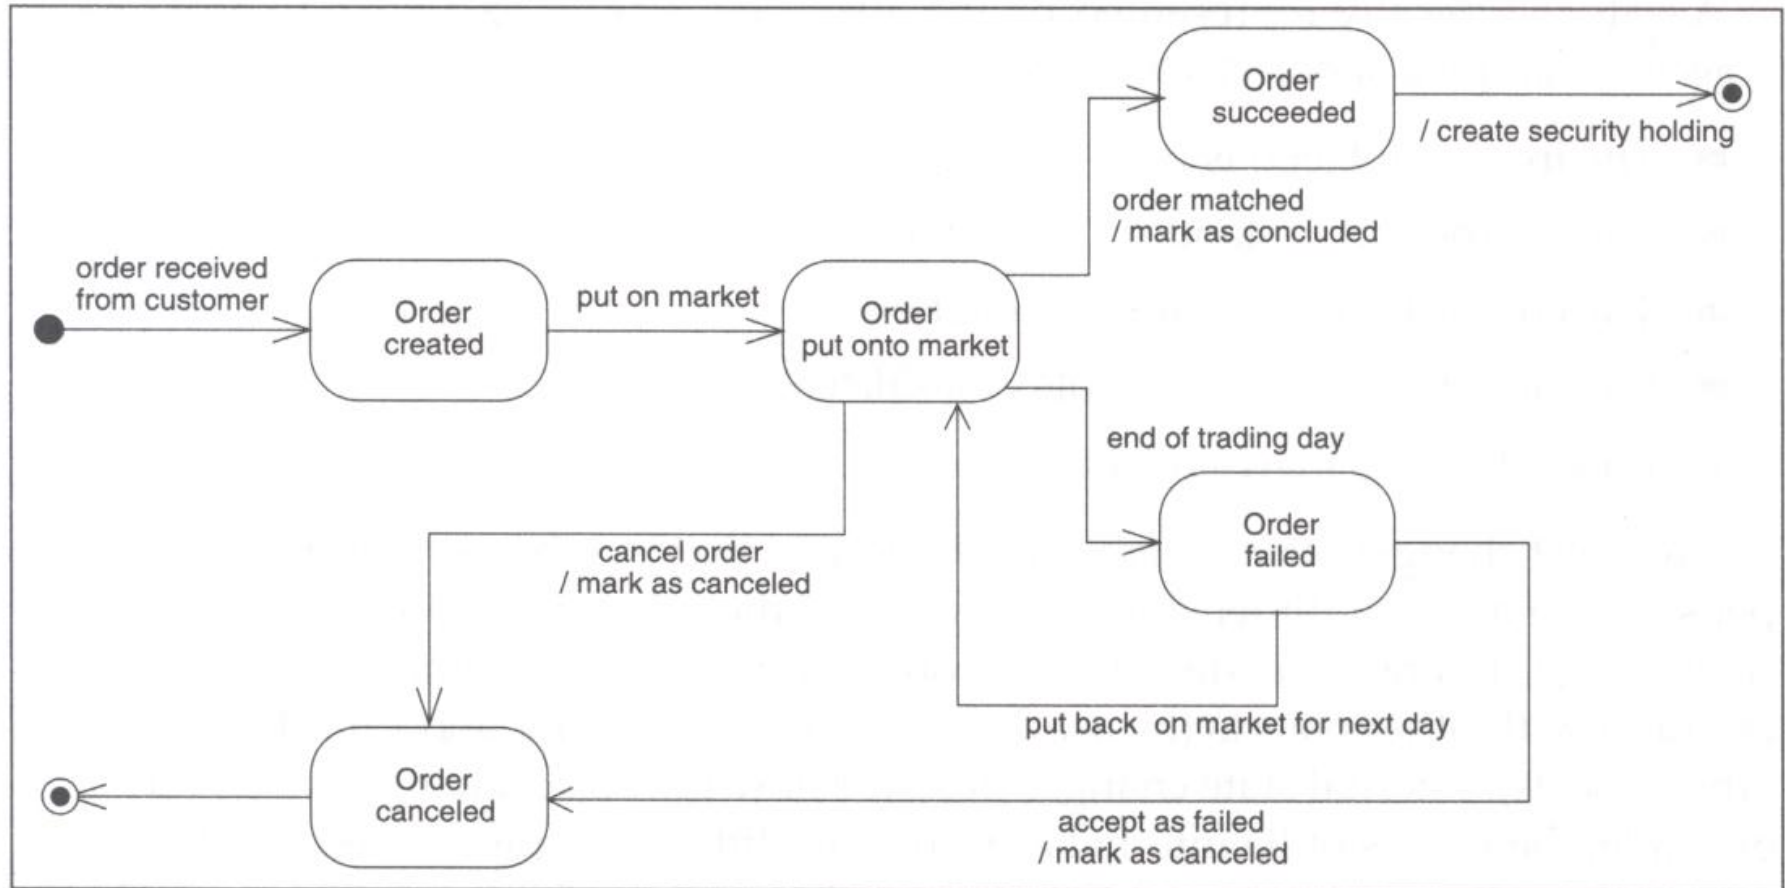 Order
succeeded
/ create security holding
order matched
/ mark as concluded
order received
from customer
Order
created
put on market
Order
put onto market
end of trading day
Order
failed
cancel order
/ mark as canceled
put back on market for next day
Order
canceled
accept as failed
/ mark as canceled